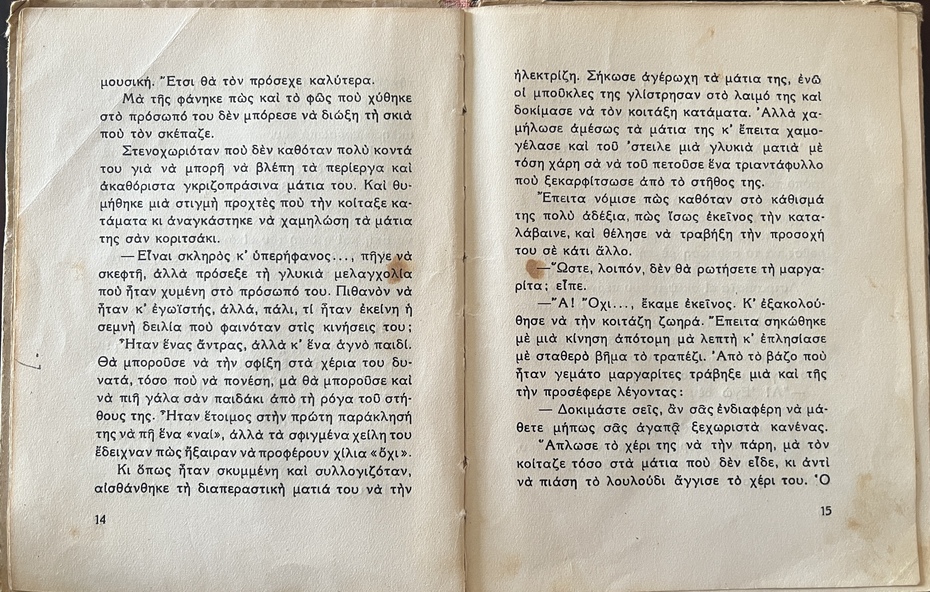 μουσική. Ἔτσι θὰ τὸν πρόσεχε καλύτερα.
Μὰ τῆς φάνηκε πὼς καὶ τὸ φῶς ποὺ χύθηκε
στὸ πρόσωπό του δὲν μπόρεσε νὰ διώξη τὴ σκιὰ
ποὺ τὸν σκέπαζε.
Στενοχωριόταν ποὺ δὲν καθόταν πολὺ κοντά
του γιὰ νὰ μπορῆ νὰ βλέπη τὰ περίεργα καὶ
ἀκαθόριστα γκριζοπράσινα μάτια του. Καὶ θυ-
μήθηκε μιὰ στιγμὴ προχτὲς ποὺ τὴν κοίταξε κα-
τάματα κι ἀναγκάστηκε νὰ χαμηλώση τὰ μάτια
της σὰν κοριτσάκι.
— Εἶναι σκληρὸς κ' ὑπερήφανος..., πῆγε νὰ
σκεφτῆ, ἀλλὰ πρόσεξε τὴ γλυκιὰ μελαγχολία
ποὺ ἦταν χυμένη στὸ πρόσωπό του. Πιθανὸν νὰ
ἦταν κ' ἐγωϊστής, ἀλλά, πάλι, τί ἦταν ἐκείνη ἡ
σεμνὴ δειλία ποὺ φαινόταν στὶς κινήσεις του;
Ἦταν ἕνας ἄντρας, ἀλλὰ κ' ἕνα ἁγνὸ παιδί.
Θὰ μποροῦσε νὰ τὴν σφίξη στὰ χέρια του δυ-
νατά, τόσο ποὺ νὰ πονέση, μὰ θὰ μποροῦσε καὶ
νὰ πιῆ γάλα σὰν παιδάκι ἀπὸ τὴ ρόγα τοῦ στή-
θους της. Ἦταν ἕτοιμος στὴν πρώτη παράκλησή
της νὰ πῆ ἕνα «ναί», ἀλλὰ τὰ σφιγμένα χείλη του
ἔδειχναν πὼς ἤξαιραν νὰ προφέρουν χίλια «ὄχι».
Κι ὅπως ἦταν σκυμμένη καὶ συλλογιζόταν,
αἰσθάνθηκε τὴ διαπεραστικὴ ματιά του νὰ τὴν
14
ἠλεκτρίζη. Σήκωσε ἀγέρωχη τὰ μάτια της, ἐνῶ
οἱ μποῦκλες της γλίστρησαν στὸ λαιμό της καὶ
δοκίμασε νὰ τὸν κοιτάξη κατάματα. Ἀλλὰ χα-
μήλωσε ἀμέσως τὰ μάτια της κ' ἔπειτα χαμο-
γέλασε καὶ τοῦ 'στειλε μιὰ γλυκιὰ ματιὰ μὲ
τόση χάρη σὰ νὰ τοῦ πετοῦσε ἕνα τριαντάφυλλο
ποὺ ξεκαρφίτσωσε ἀπὸ τὸ στῆθος της.
Ἔπειτα νόμισε πὼς καθόταν στὸ κάθισμά
της πολὺ ἀδέξια, πὼς ἴσως ἐκεῖνος τὴν κατα-
λάβαινε, καὶ θέλησε νὰ τραβήξη τὴν προσοχή
του σὲ κάτι ἄλλο.
— Ὥστε, λοιπόν, δὲν θὰ ρωτήσετε τὴ μαργα-
ρίτα; εἶπε.
— Ἄ! Ὄχι..., ἔκαμε ἐκεῖνος. Κ' ἐξακολού-
θησε νὰ τὴν κοιτάζη ζωηρά. Ἔπειτα σηκώθηκε
μὲ μιὰ κίνηση ἀπότομη μὰ λεπτὴ κ' ἐπλησίασε
μὲ σταθερὸ βῆμα τὸ τραπέζι. Ἀπὸ τὸ βάζο ποὺ
ἦταν γεμάτο μαργαρίτες τράβηξε μιὰ καὶ τῆς
τὴν προσέφερε λέγοντας:
— Δοκιμάστε σεῖς, ἂν σᾶς ἐνδιαφέρη νὰ μά-
θετε μήπως σᾶς ἀγαπᾷ ξεχωριστὰ κανένας.
Ἅπλωσε τὸ χέρι της νὰ τὴν πάρη, μὰ τὸν
κοίταζε τόσο στὰ μάτια ποὺ δὲν εἶδε, κι ἀντὶ
νὰ πιάση τὸ λουλούδι ἄγγισε τὸ χέρι του. Ὁ
15